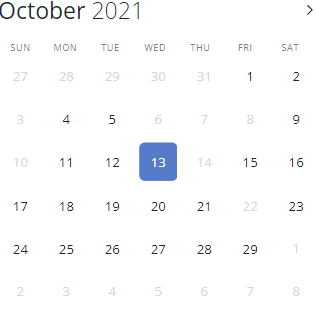 October 2021 >
SUN MON TUE WED THU FRI SAT
27 28 29 30 31 1 2
3 4 5 6 7 8 9
10 11 12 13 14 15 16
17 18 19 20 21 22 23
24 25 26 27 28 29 1
2 3 4 5 6 7 8